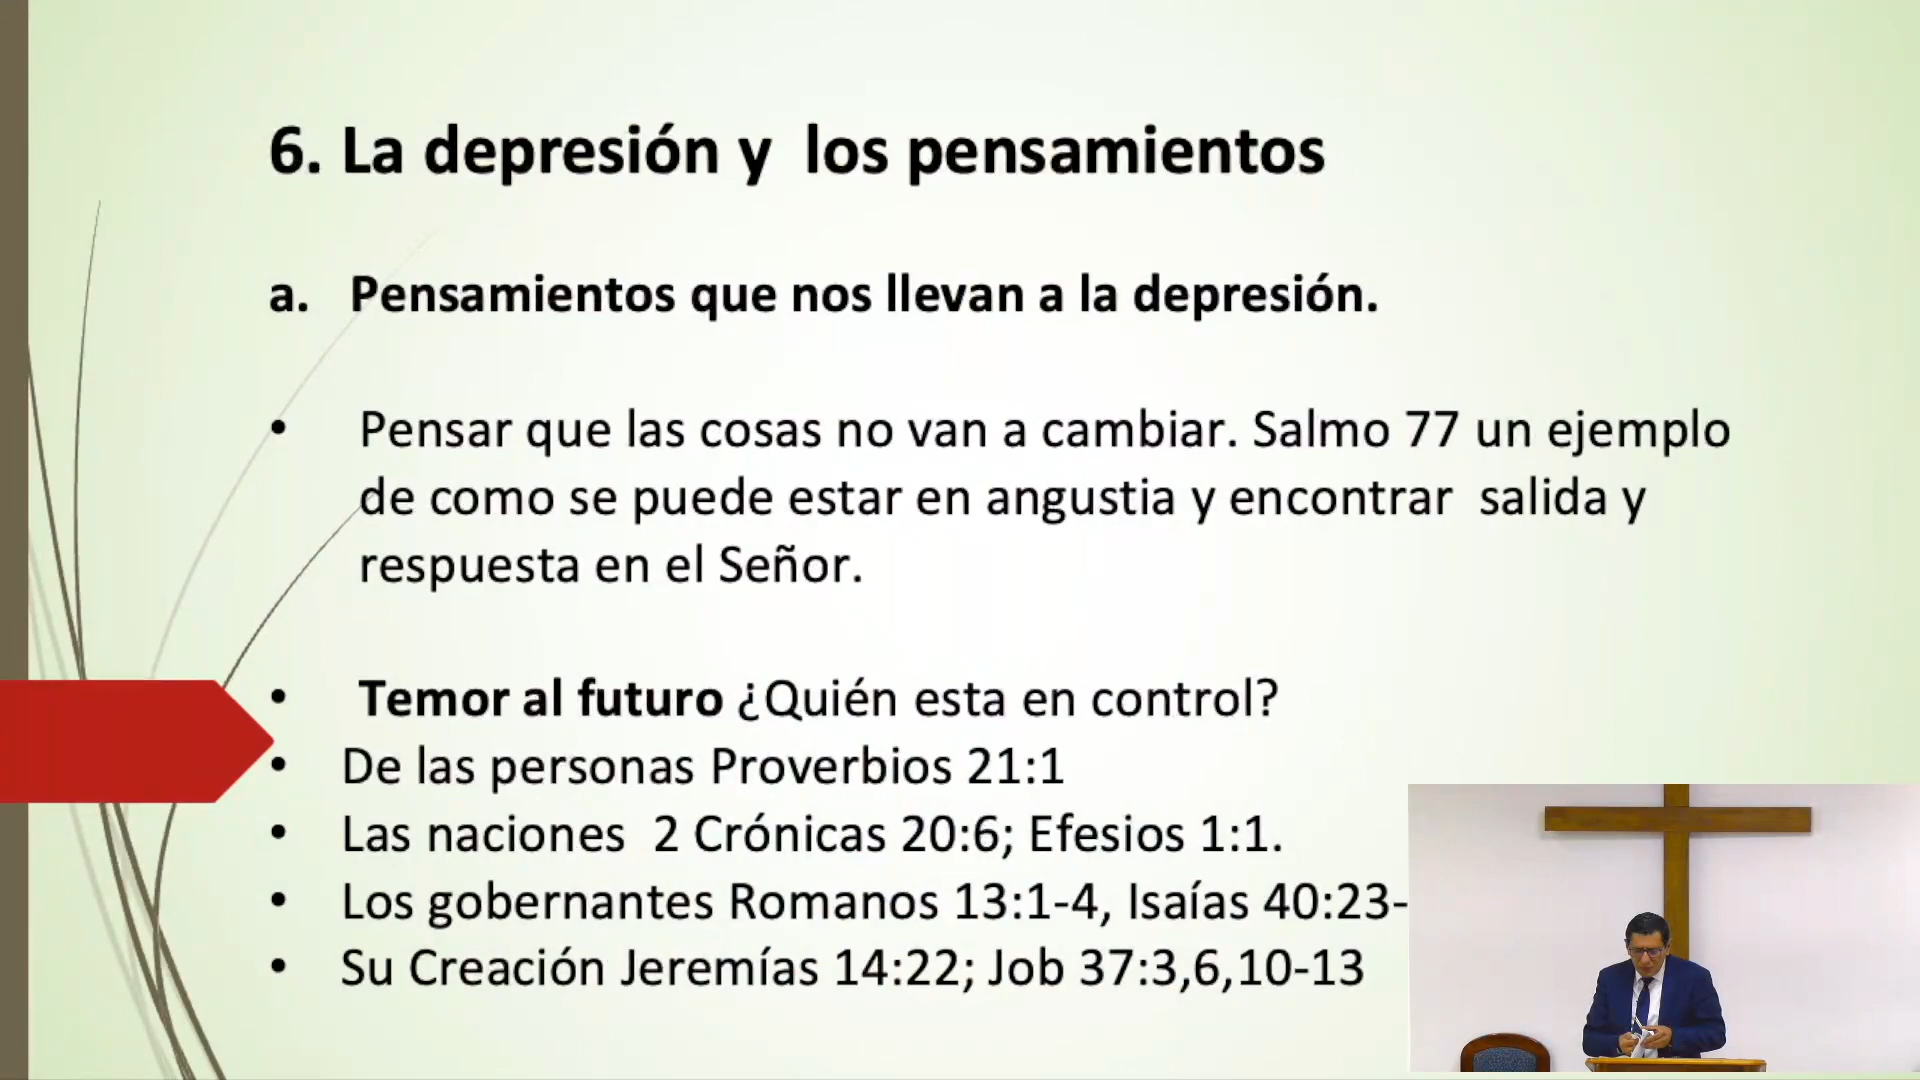 6. La depresión y los pensamientos
a. Pensamientos que nos llevan a la depresión.
• Pensar que las cosas no van a cambiar. Salmo 77 un ejemplo
de como se puede estar en angustia y encontrar salida y
respuesta en el Señor.
• Temor al futuro ¿Quién esta en control?
• De las personas Proverbios 21:1
• Las naciones 2 Crónicas 20:6; Efesios 1:1.
• Los gobernantes Romanos 13:1-4, Isaías 40:23-
• Su Creación Jeremías 14:22; Job 37:3,6,10-13